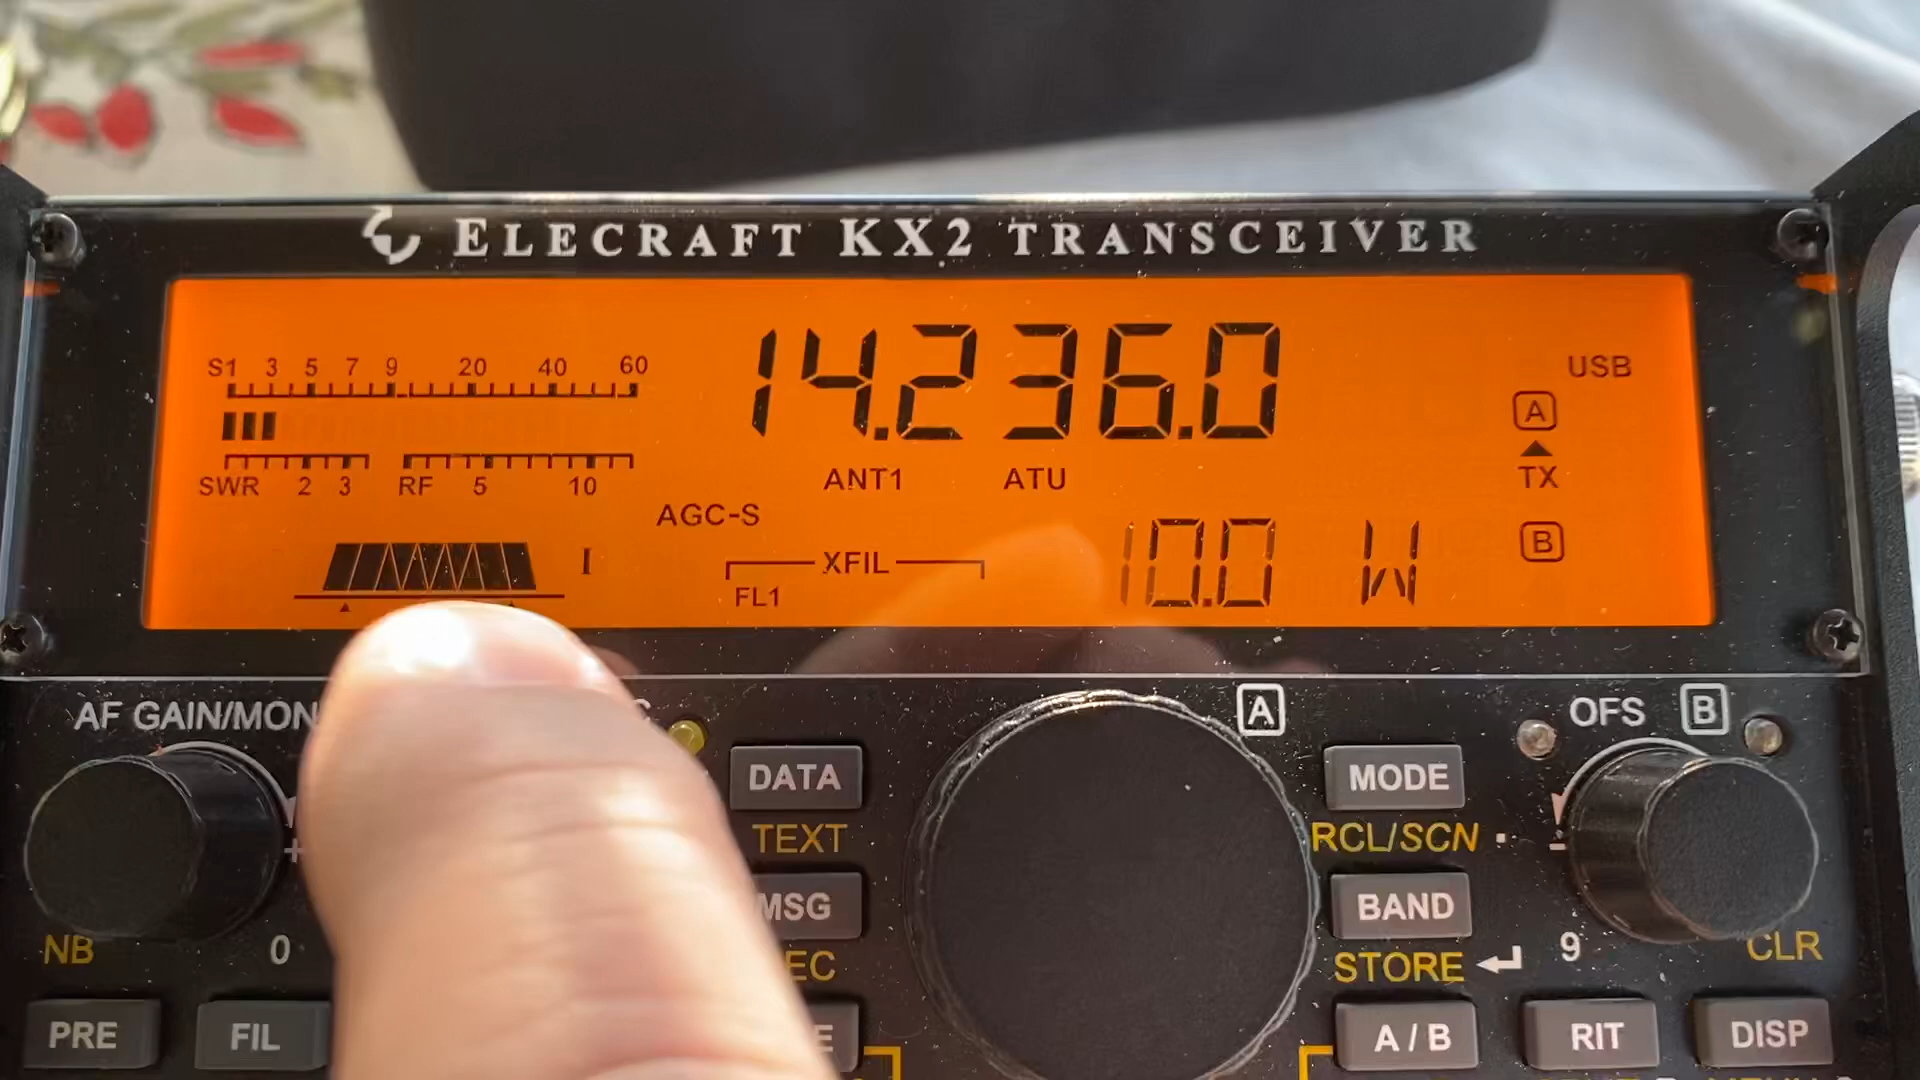 ELECRAFT KX2 TRANSCEIVER
S1 3 5 7 9 20 40 60
14.236.0
USB
A
SWR 2 3 RF 5 10
ANT1 ATU
TX
AGC-S
I
XFIL
FL1
10.0 W
B
AF GAIN/MON
A
OFS B
DATA
MODE
TEXT
RCL/SCN
+
MSG
BAND
NB 0
STORE 9
CLR
PRE
FIL
A / B
RIT
DISP